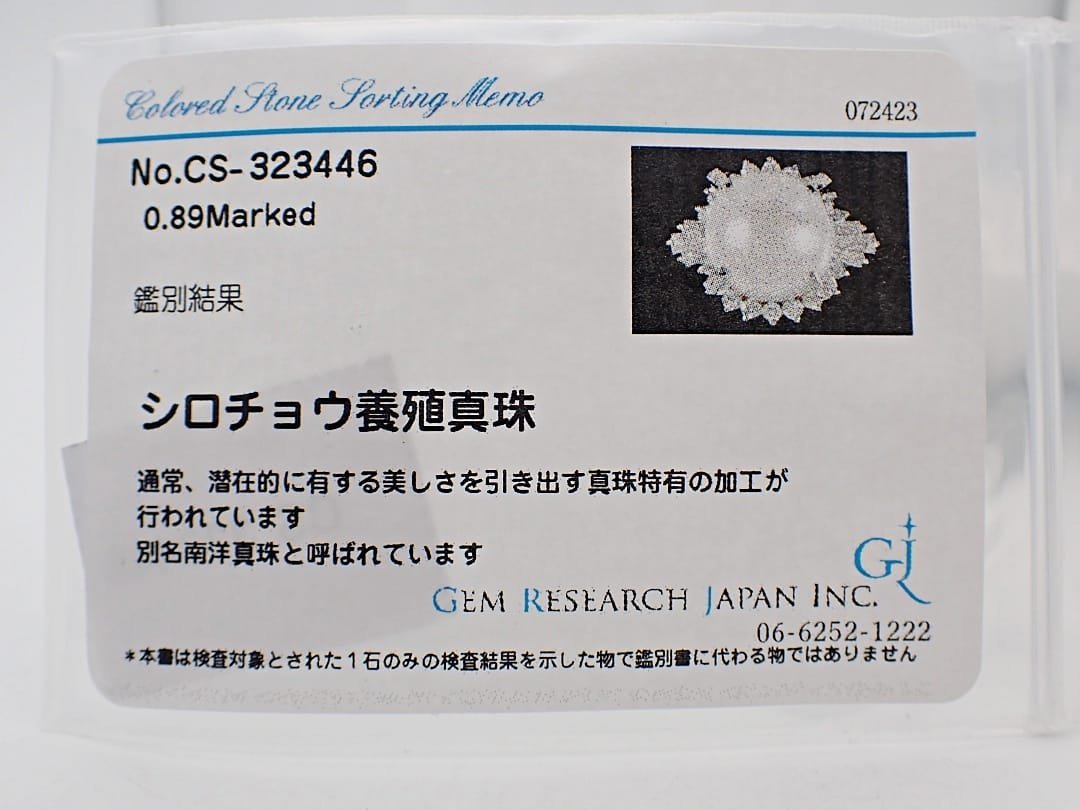 Colored Stone Sorting Memo
072423
No.CS-323446
0.89Marked
鑑別結果
シロチョウ養殖真珠
通常、潜在的に有する美しさを引き出す真珠特有の加工が
行われています
別名南洋真珠と呼ばれています
GJ
GEM RESEARCH JAPAN INC.
06-6252-1222
*本書は検査対象とされた1石のみの検査結果を示した物で鑑別書に代わる物ではありません